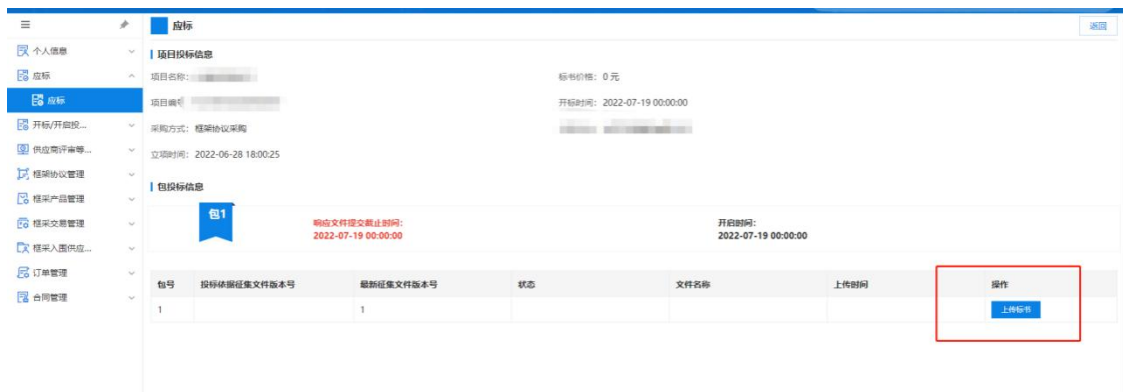 应标
返回
个人信息
应标
应标
开标/开启投...
供应商评审等...
框架协议管理
框采产品管理
框采交易管理
框采入围供应...
订单管理
合同管理
项目投标信息
项目名称:
标书价格: 0 元
项目编号
开标时间: 2022-07-19 00:00:00
采购方式: 框架协议采购
立项时间: 2022-06-28 18:00:25
包投标信息
包1
响应文件提交截止时间:
2022-07-19 00:00:00
开启时间:
2022-07-19 00:00:00
包号 投标依据征集文件版本号 最新征集文件版本号 状态 文件名称 上传时间 操作
1 1 上传标书